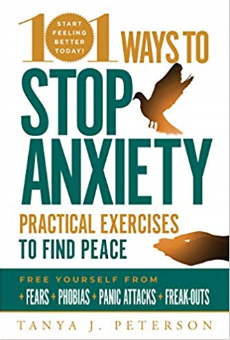 101 WAYS TO
START
FEELING
BETTER
TODAY!
STOP
ANXIETY
PRACTICAL EXERCISES
TO FIND PEACE
FREE YOURSELF FROM
+ FEARS + PHOBIAS + PANIC ATTACKS + FREAK-OUTS
TANYA J. PETERSON